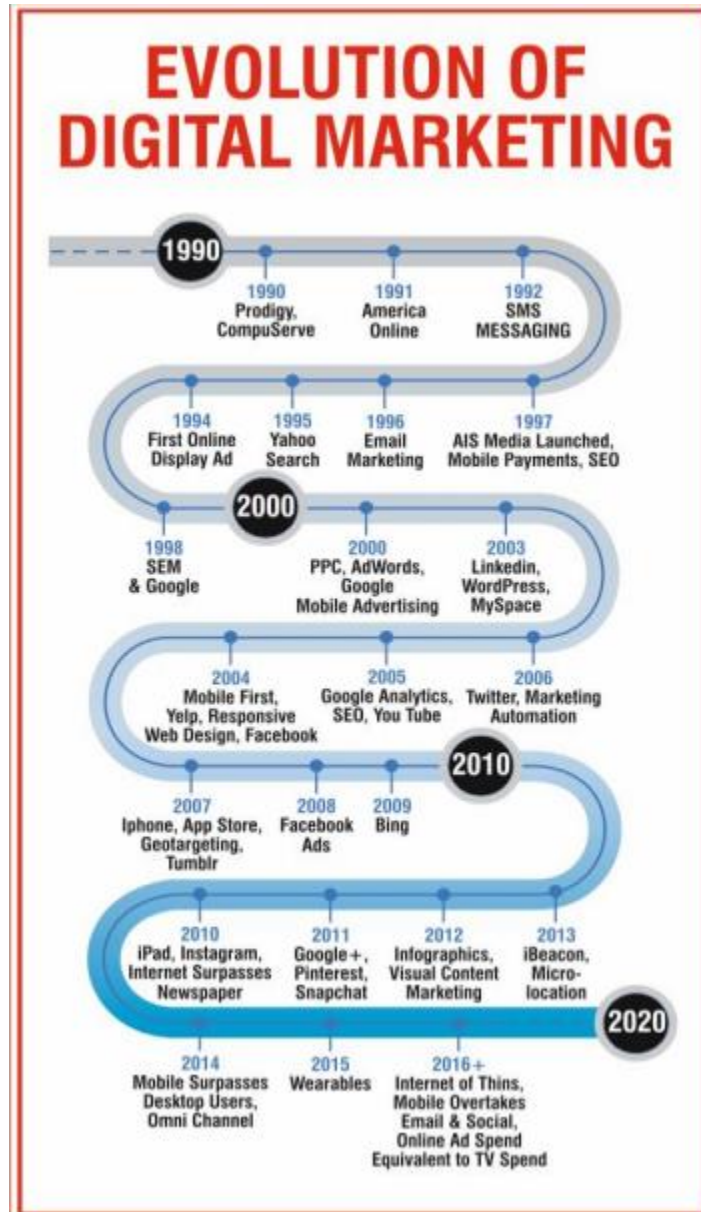 EVOLUTION OF
DIGITAL MARKETING
1990
1990
Prodigy,
CompuServe
1991
America
Online
1992
SMS
MESSAGING
1994
First Online
Display Ad
1995
Yahoo
Search
1996
Email
Marketing
1997
AIS Media Launched,
Mobile Payments, SEO
2000
1998
SEM
& Google
2000
PPC, AdWords,
Google
Mobile Advertising
2003
Linkedin,
WordPress,
MySpace
2004
Mobile First,
Yelp, Responsive
Web Design, Facebook
2005
Google Analytics,
SEO, You Tube
2006
Twitter, Marketing
Automation
2010
2007
Iphone, App Store,
Geotargeting,
Tumblr
2008
Facebook
Ads
2009
Bing
2010
iPad, Instagram,
Internet Surpasses
Newspaper
2011
Google+,
Pinterest,
Snapchat
2012
Infographics,
Visual Content
Marketing
2013
iBeacon,
Micro-
location
2020
2014
Mobile Surpasses
Desktop Users,
Omni Channel
2015
Wearables
2016+
Internet of Thins,
Mobile Overtakes
Email & Social,
Online Ad Spend
Equivalent to TV Spend